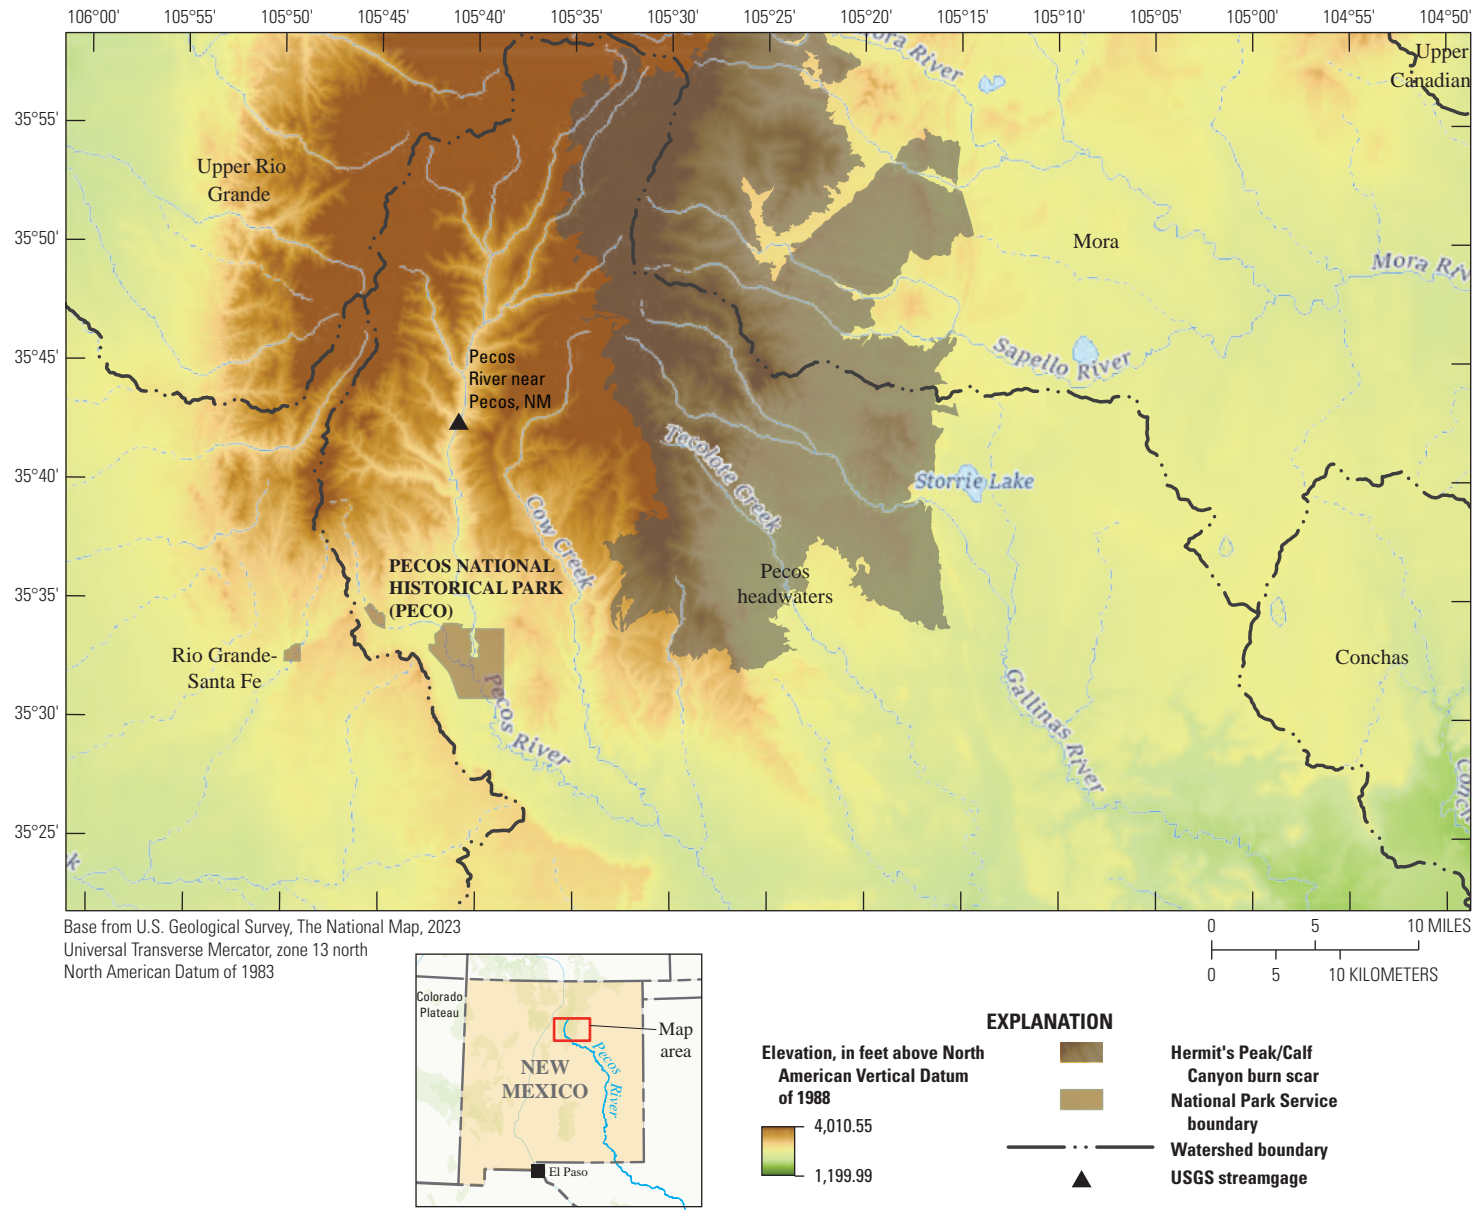 106°00' 105°55' 105°50' 105°45' 105°40' 105°35' 105°30' 105°25' 105°20' 105°15' 105°10' 105°05' 105°00' 104°55' 104°50'
ora River
Upper
Canadian
35°55'
Upper Rio
Grande
35°50'
Mora
Mora Riv
35°45'
Sapello River
Pecos
River near
Pecos, NM
35°40'
Tecolote Creek
Storrie Lake
Cow Creek
PECOS NATIONAL
HISTORICAL PARK
(PECO)
Pecos
headwaters
35°35'
Rio Grande-
Santa Fe
Conchas
35°30'
Pecos River
Gallinas River
Conch
35°25'
k
Base from U.S. Geological Survey, The National Map, 2023
Universal Transverse Mercator, zone 13 north
North American Datum of 1983
0 5 10 MILES
0 5 10 KILOMETERS
Colorado
Plateau
Map
area
NEW
MEXICO
Pecos River
El Paso
EXPLANATION
Elevation, in feet above North
American Vertical Datum
of 1988
4,010.55
1,199.99
Hermit's Peak/Calf
Canyon burn scar
National Park Service
boundary
Watershed boundary
USGS streamgage